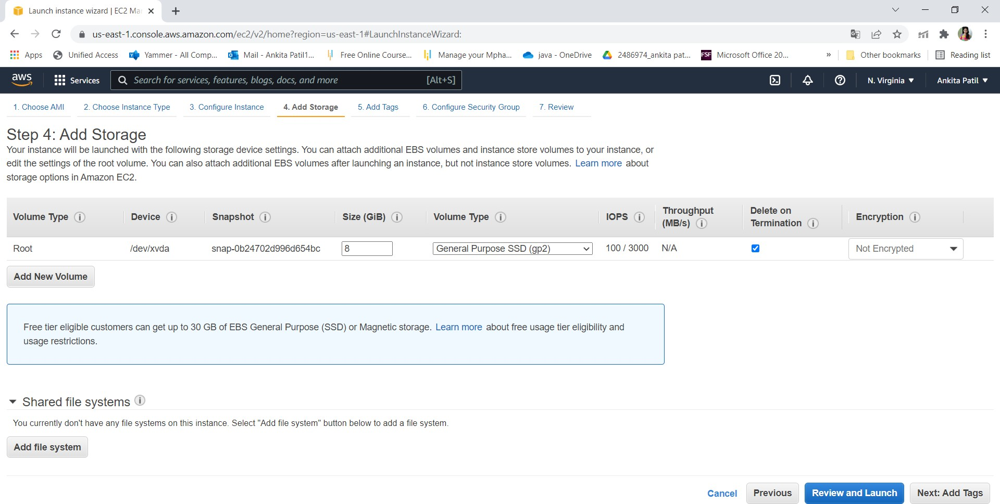 Launch instance wizard | EC2 Ma
us-east-1.console.aws.amazon.com/ec2/v2/home?region=us-east-1#LaunchInstanceWizard:
Apps Unified Access Yammer - All Comp... Mail - Ankita Patil1... Free Online Course... Manage your Mpha... java - OneDrive 2486974_ankita pat... FSF Microsoft Office 20... » Other bookmarks Reading list
aws Services Search for services, features, blogs, docs, and more [Alt+S] N. Virginia ▼ Ankita Patil ▼
1. Choose AMI 2. Choose Instance Type 3. Configure Instance 4. Add Storage 5. Add Tags 6. Configure Security Group 7. Review
Step 4: Add Storage
Your instance will be launched with the following storage device settings. You can attach additional EBS volumes and instance store volumes to your instance, or
edit the settings of the root volume. You can also attach additional EBS volumes after launching an instance, but not instance store volumes. Learn more about
storage options in Amazon EC2.
Volume Type i Device i Snapshot i Size (GiB) i Volume Type i IOPS i Throughput (MB/s) i Delete on Termination i Encryption i
Root /dev/xvda snap-0b24702d996d654bc 8 General Purpose SSD (gp2) 100 / 3000 N/A Not Encrypted
Add New Volume
Free tier eligible customers can get up to 30 GB of EBS General Purpose (SSD) or Magnetic storage. Learn more about free usage tier eligibility and
usage restrictions.
Shared file systems i
You currently don't have any file systems on this instance. Select "Add file system" button below to add a file system.
Add file system
Cancel Previous Review and Launch Next: Add Tags